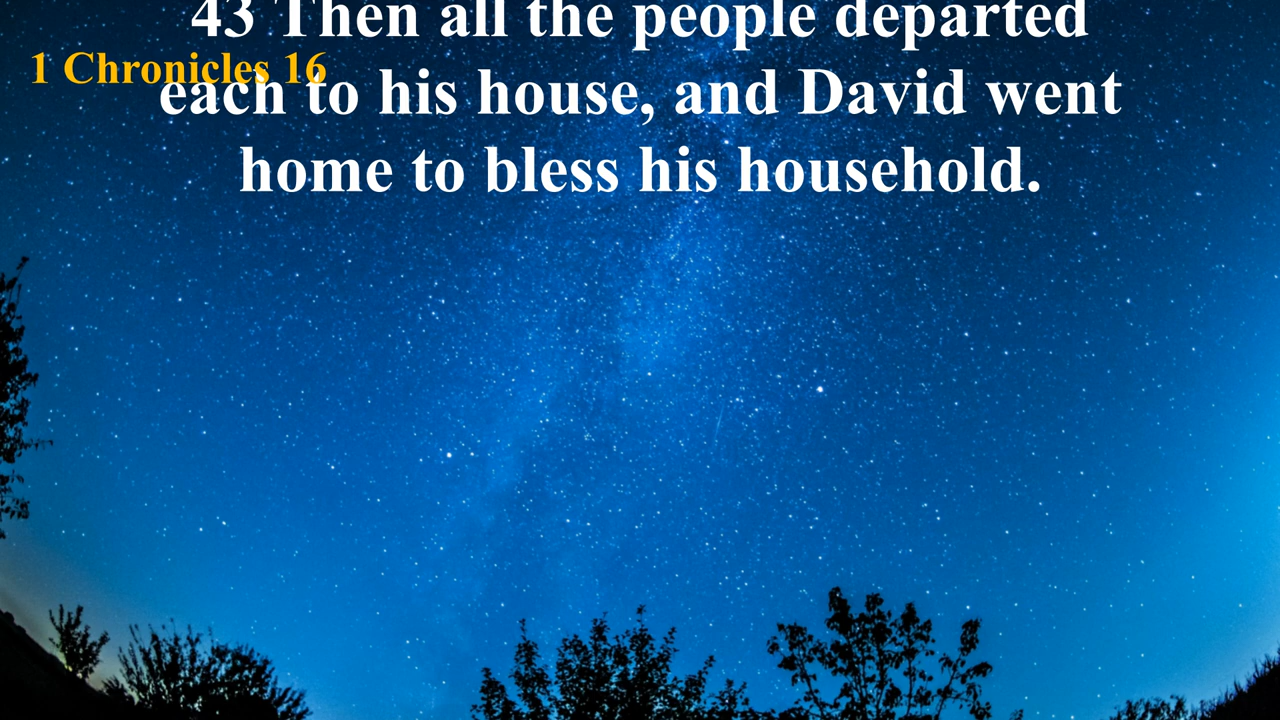 43 Then all the people departed
1 Chronicles 16
each to his house, and David went
home to bless his household.